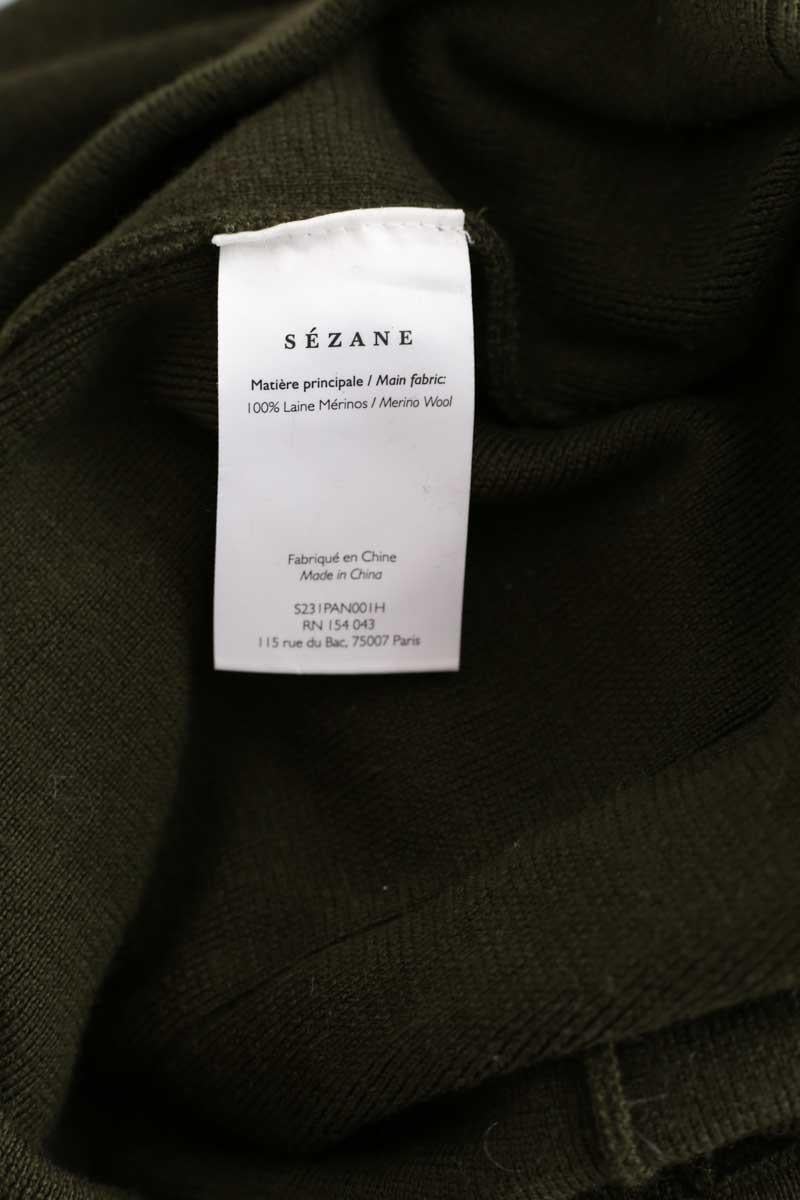 SÉZANE
Matière principale / Main fabric:
100% Laine Mérinos / Merino Wool
Fabriqué en Chine
Made in China
S231PAN001H
RN 154 043
115 rue du Bac, 75007 Paris